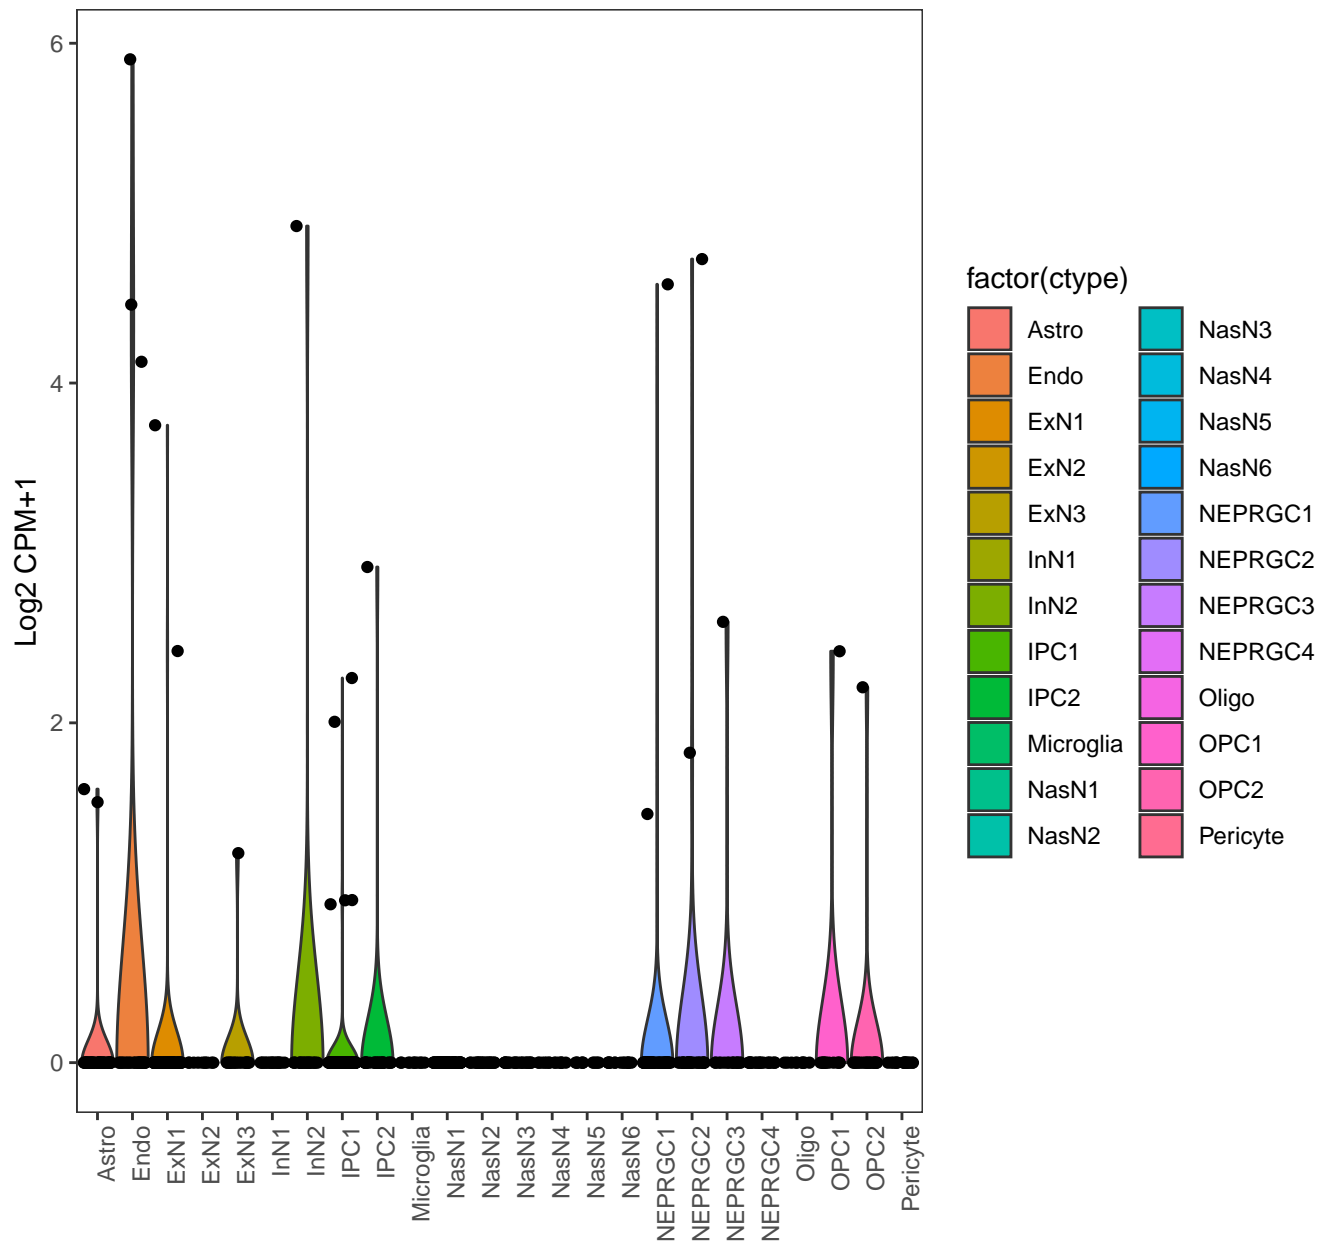 6
4
2
0
Log2 CPM+1
Astro
Endo
ExN1
ExN2
ExN3
InN1
InN2
IPC1
IPC2
Microglia
NasN1
NasN2
NasN3
NasN4
NasN5
NasN6
NEPRGC1
NEPRGC2
NEPRGC3
NEPRGC4
Oligo
OPC1
OPC2
Pericyte
factor(ctype)
Astro
Endo
ExN1
ExN2
ExN3
InN1
InN2
IPC1
IPC2
Microglia
NasN1
NasN2
NasN3
NasN4
NasN5
NasN6
NEPRGC1
NEPRGC2
NEPRGC3
NEPRGC4
Oligo
OPC1
OPC2
Pericyte